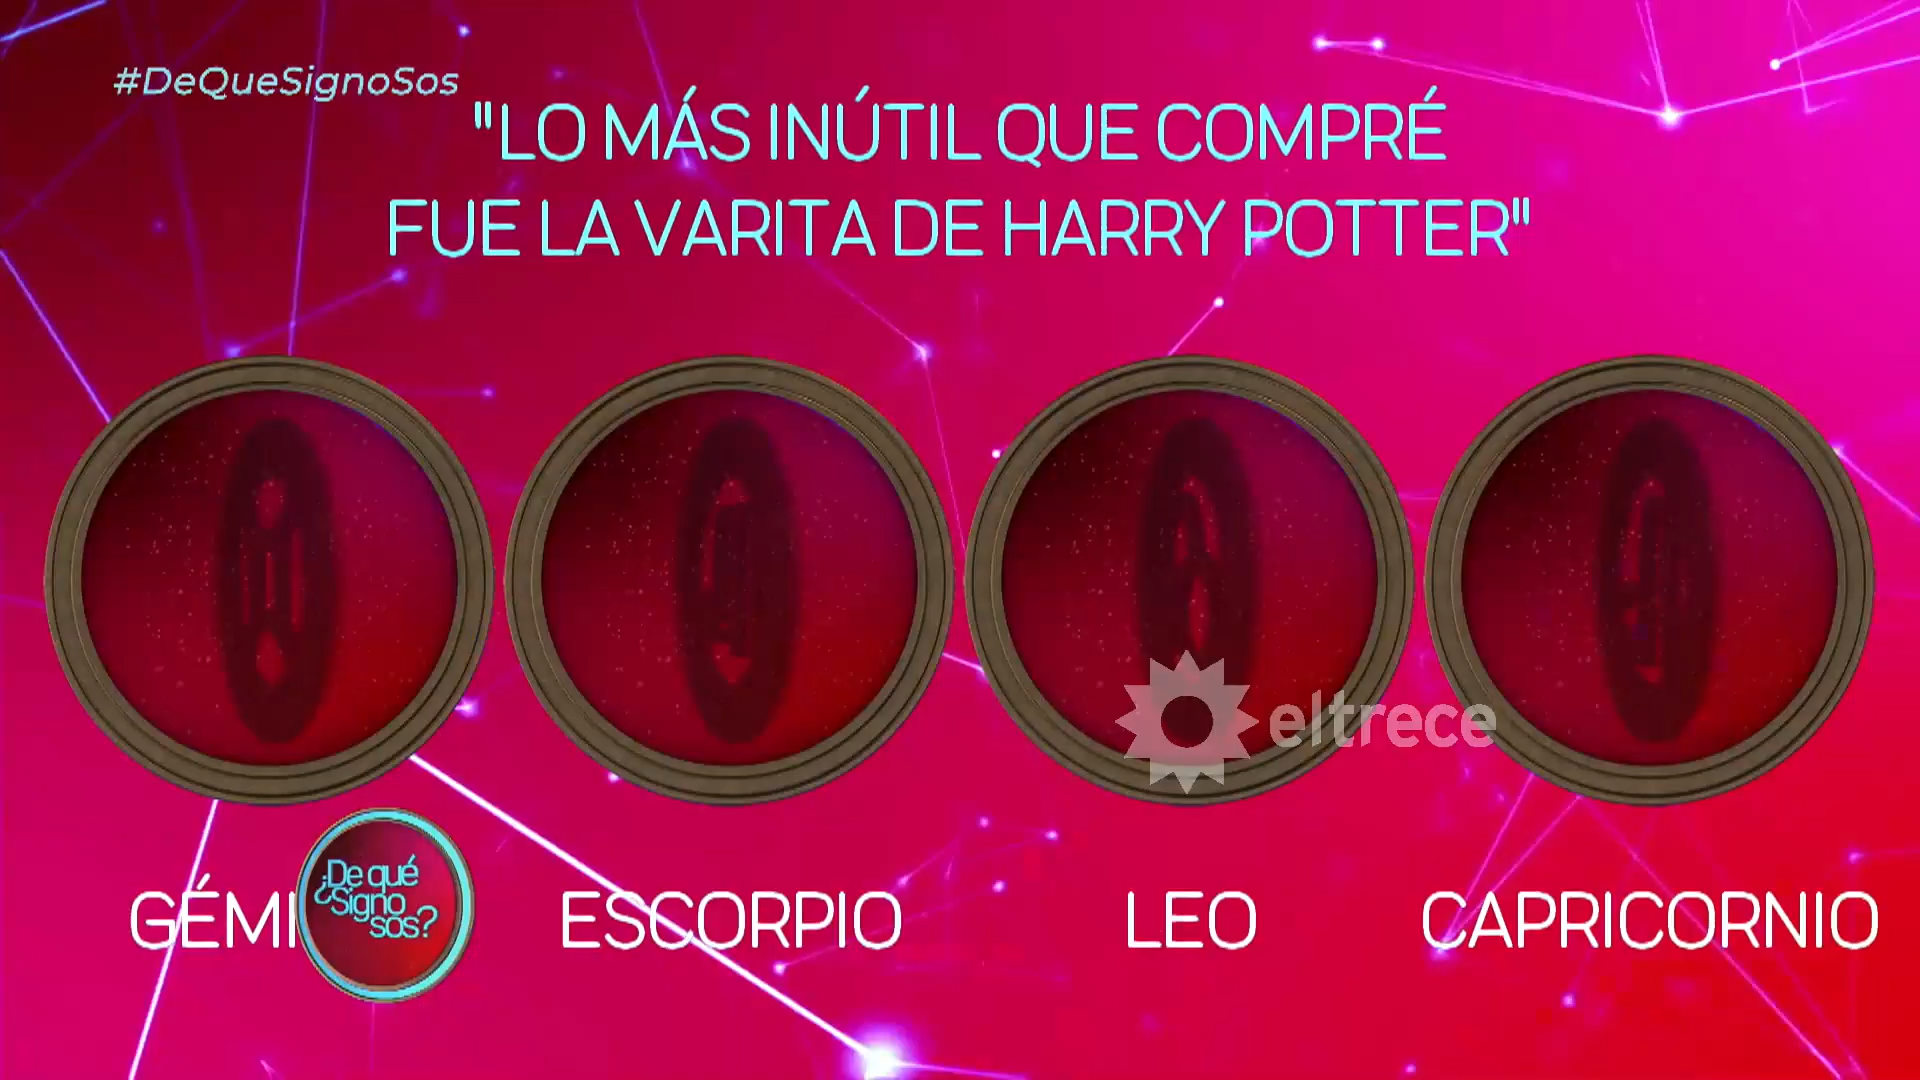 #DeQueSignoSos
"LO MÁS INÚTIL QUE COMPRÉ
FUE LA VARITA DE HARRY POTTER"
eltrece
GÉMI
ESCORPIO
LEO
CAPRICORNIO
¿De qué
Signo
sos?